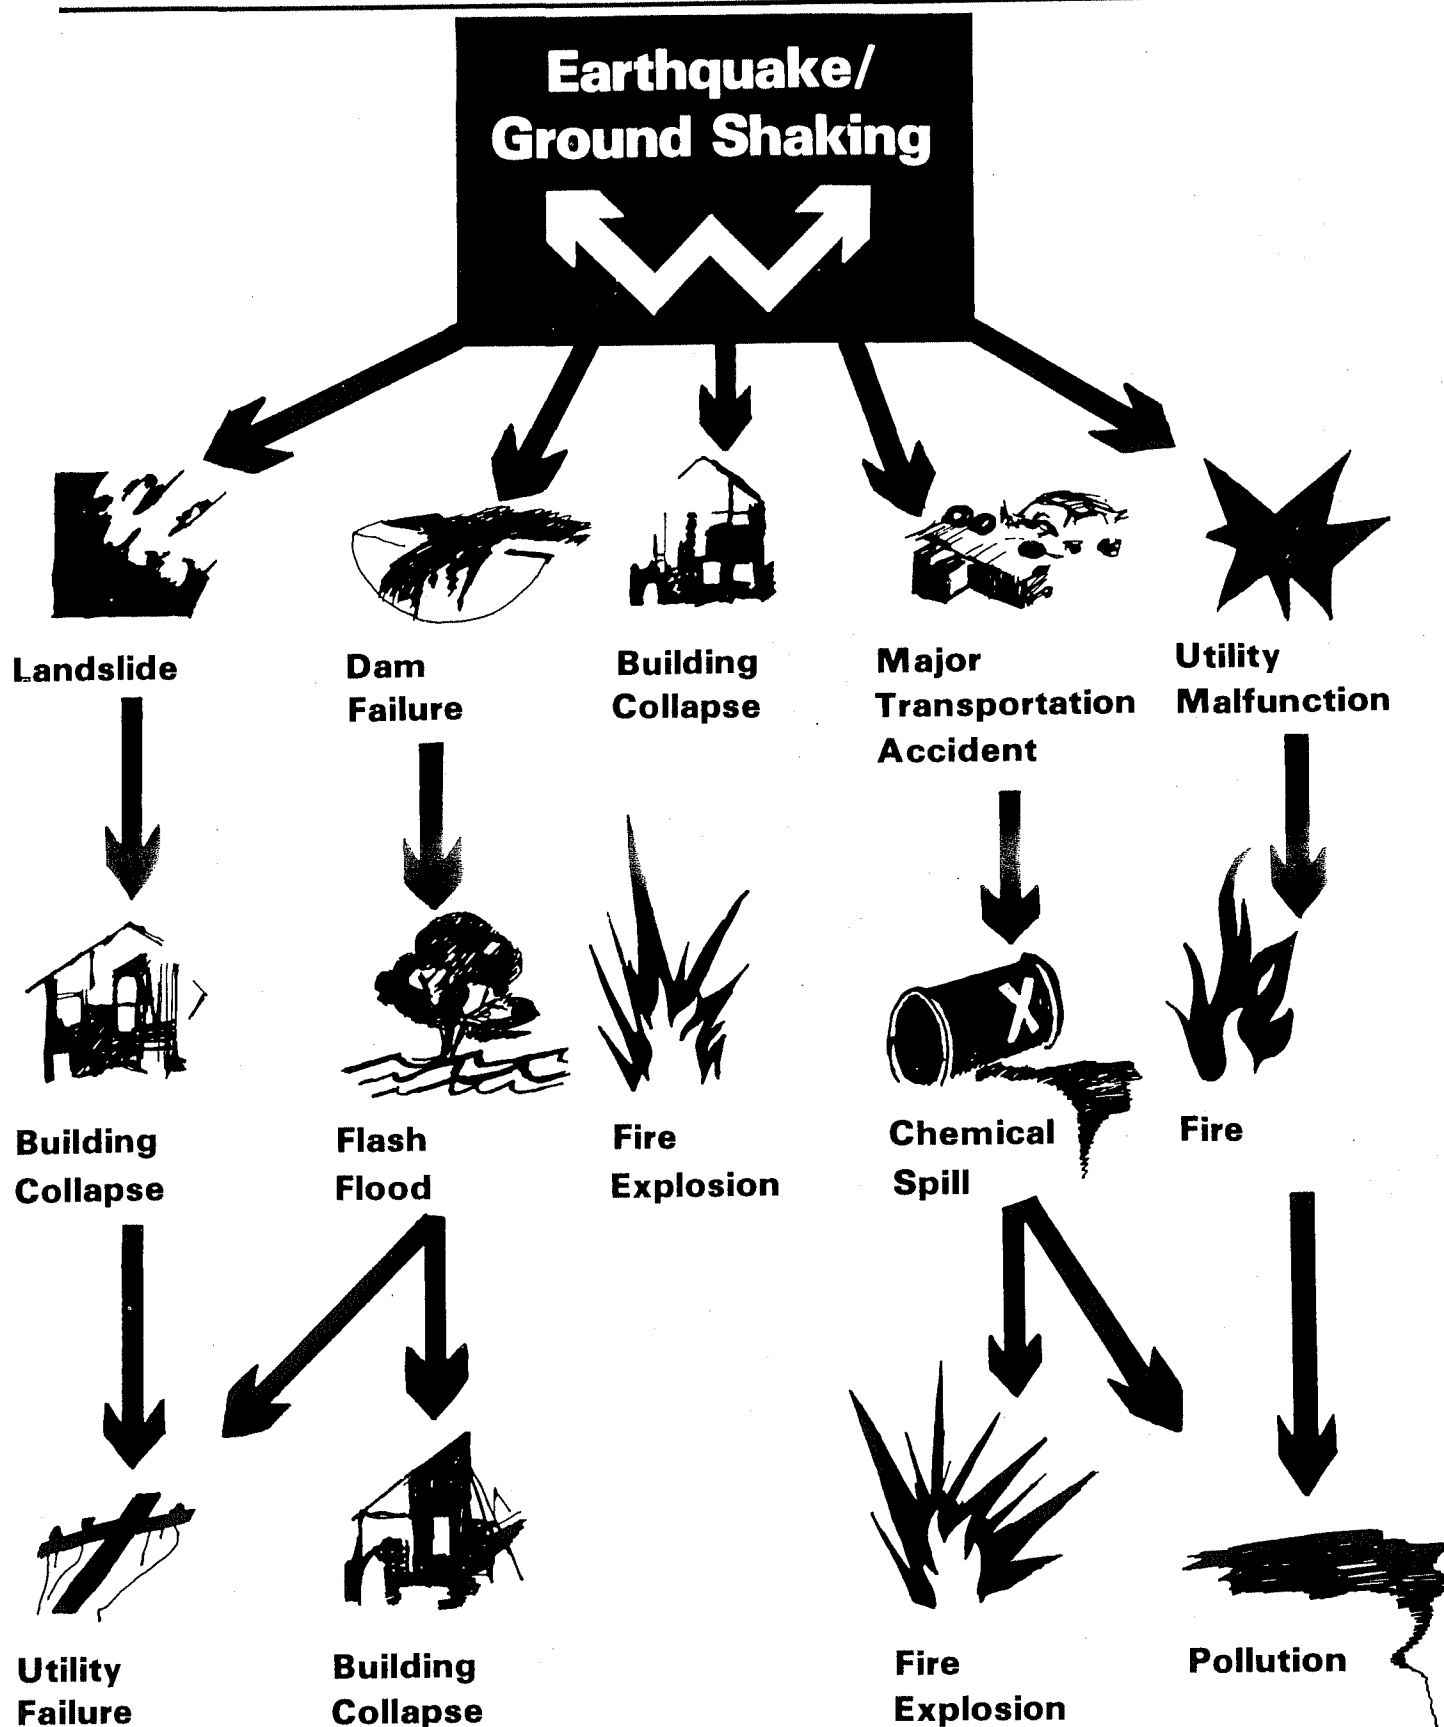 Earthquake/
Ground Shaking
Landslide
Dam
Failure
Building
Collapse
Major
Transportation
Accident
Utility
Malfunction
Building
Collapse
Flash
Flood
Fire
Explosion
X
Chemical
Spill
Fire
Utility
Failure
Building
Collapse
Fire
Explosion
Pollution